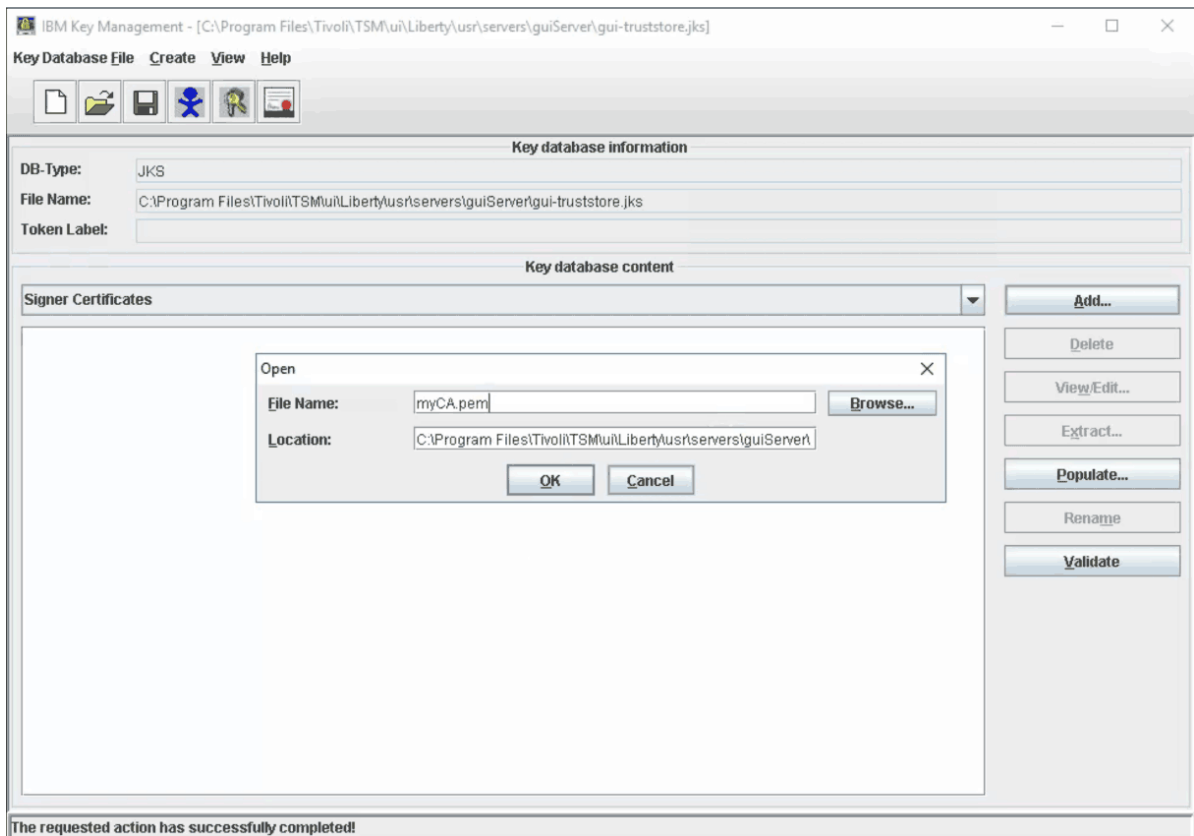 IBM Key Management - [C:\Program Files\Tivoli\TSM\ui\Liberty\usr\servers\guiServer\gui-truststore.jks]
Key Database File Create View Help
Key database information
DB-Type: JKS
File Name: C:\Program Files\Tivoli\TSM\ui\Liberty\usr\servers\guiServer\gui-truststore.jks
Token Label:
Key database content
Signer Certificates
Add...
Delete
View/Edit...
Extract...
Populate...
Rename
Validate
Open
File Name: myCA.pem Browse...
Location: C:\Program Files\Tivoli\TSM\ui\Liberty\usr\servers\guiServer\
OK Cancel
The requested action has successfully completed!